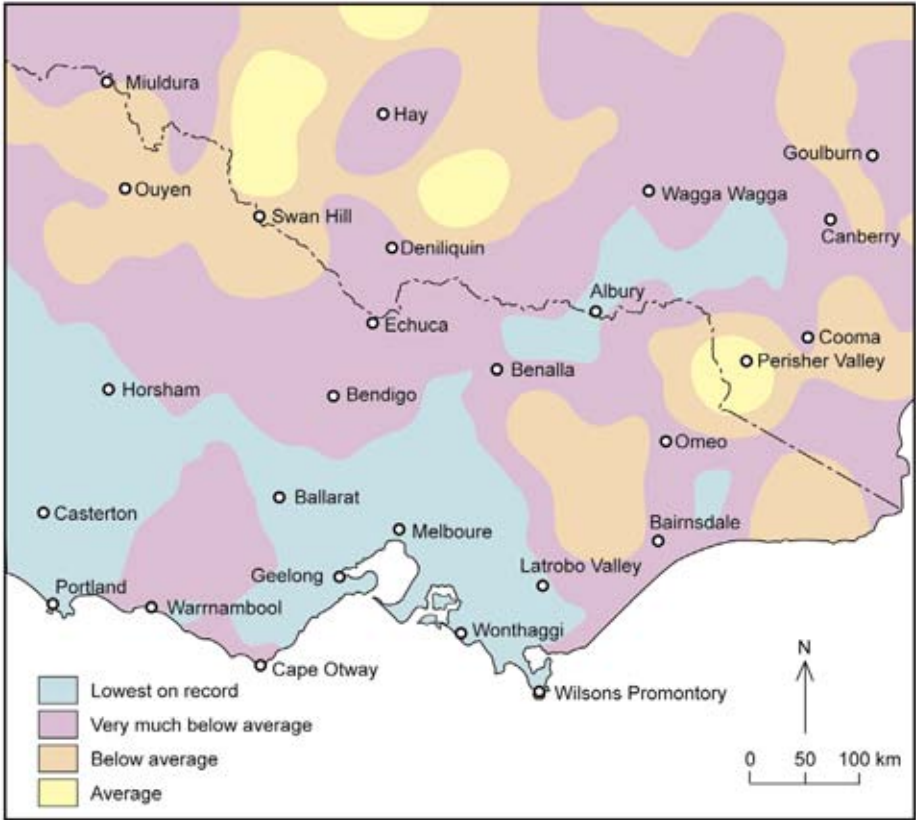 Miuldura
Hay
Goulburn
Ouyen
Wagga Wagga
Swan Hill
Canberry
Deniliquin
Albury
Echuca
Cooma
Perisher Valley
Benalla
Horsham
Bendigo
Omeo
Ballarat
Casterton
Melboure
Bairnsdale
Geelong
Latrobo Valley
Portland
Warrnambool
Wonthaggi
Cape Otway
Wilsons Promontory
N
0 50 100 km
Lowest on record
Very much below average
Below average
Average